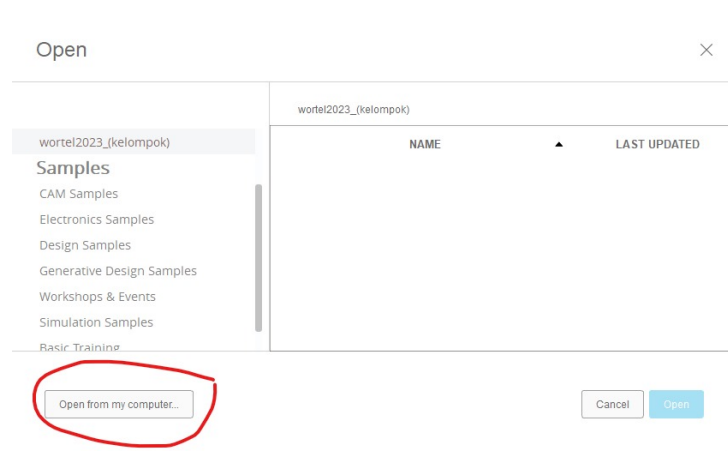 Open
wortel2023_(kelompok)
wortel2023_(kelompok)
NAME LAST UPDATED
Samples
CAM Samples
Electronics Samples
Design Samples
Generative Design Samples
Workshops & Events
Simulation Samples
Basic Training
Open from my computer...
Cancel Open